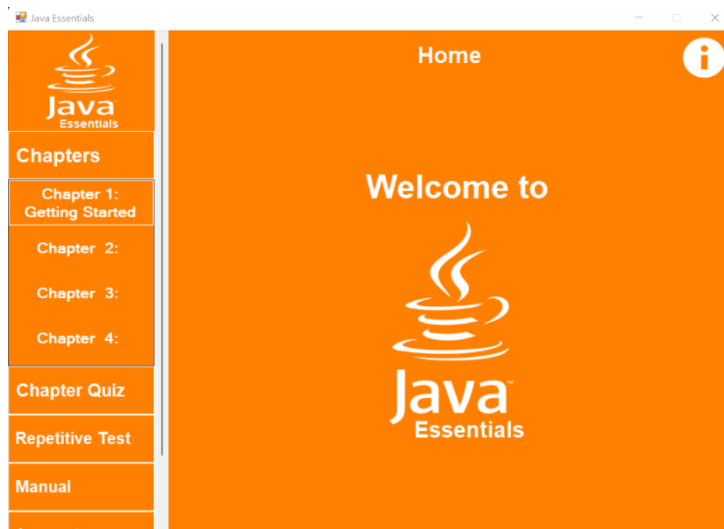 Java Essentials
Java
Essentials
Chapters
Chapter 1:
Getting Started
Chapter 2:
Chapter 3:
Chapter 4:
Chapter Quiz
Repetitive Test
Manual
Home
i
Welcome to
Java™
Essentials